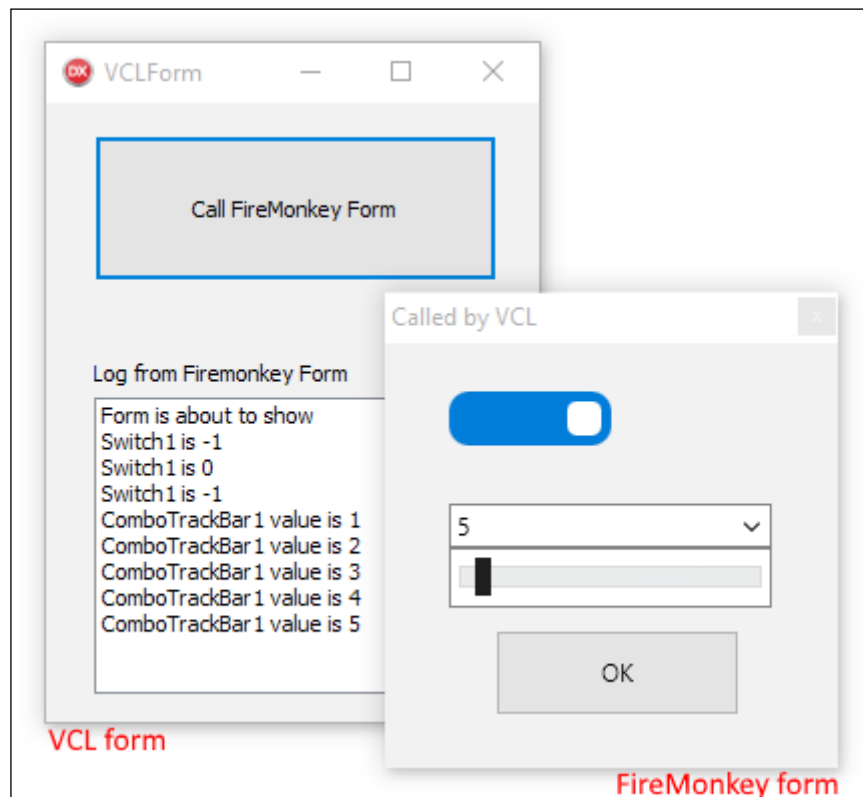 DX VCLForm
Call FireMonkey Form
Called by VCL
Log from Firemonkey Form
Form is about to show
Switch1 is -1
Switch1 is 0
Switch1 is -1
ComboTrackBar1 value is 1
ComboTrackBar1 value is 2
ComboTrackBar1 value is 3
ComboTrackBar1 value is 4
ComboTrackBar1 value is 5
5
OK
VCL form
FireMonkey form